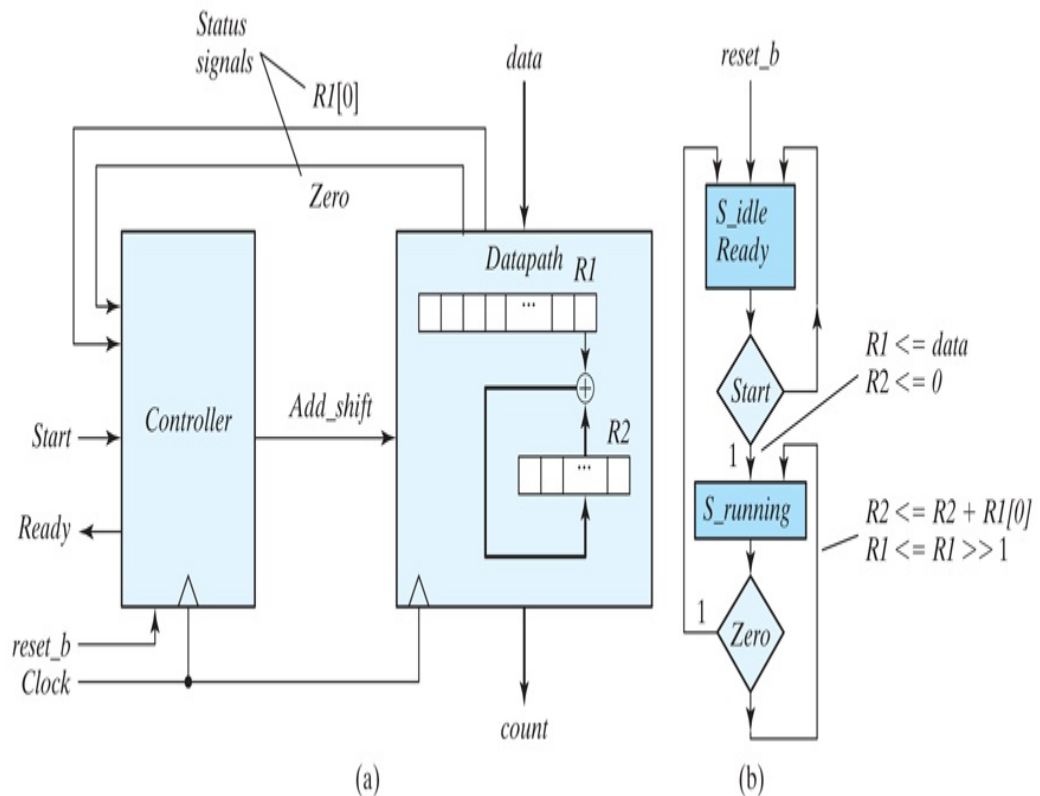 Status
signals
R1[0]
Zero
data
Datapath
R1
...
Controller
Add_shift
Start
R2
...
Ready
reset_b
Clock
count
(a)
reset_b
S_idle
Ready
Start
R1 <= data
R2 <= 0
1
S_running
R2 <= R2 + R1[0]
R1 <= R1 >> 1
1
Zero
(b)